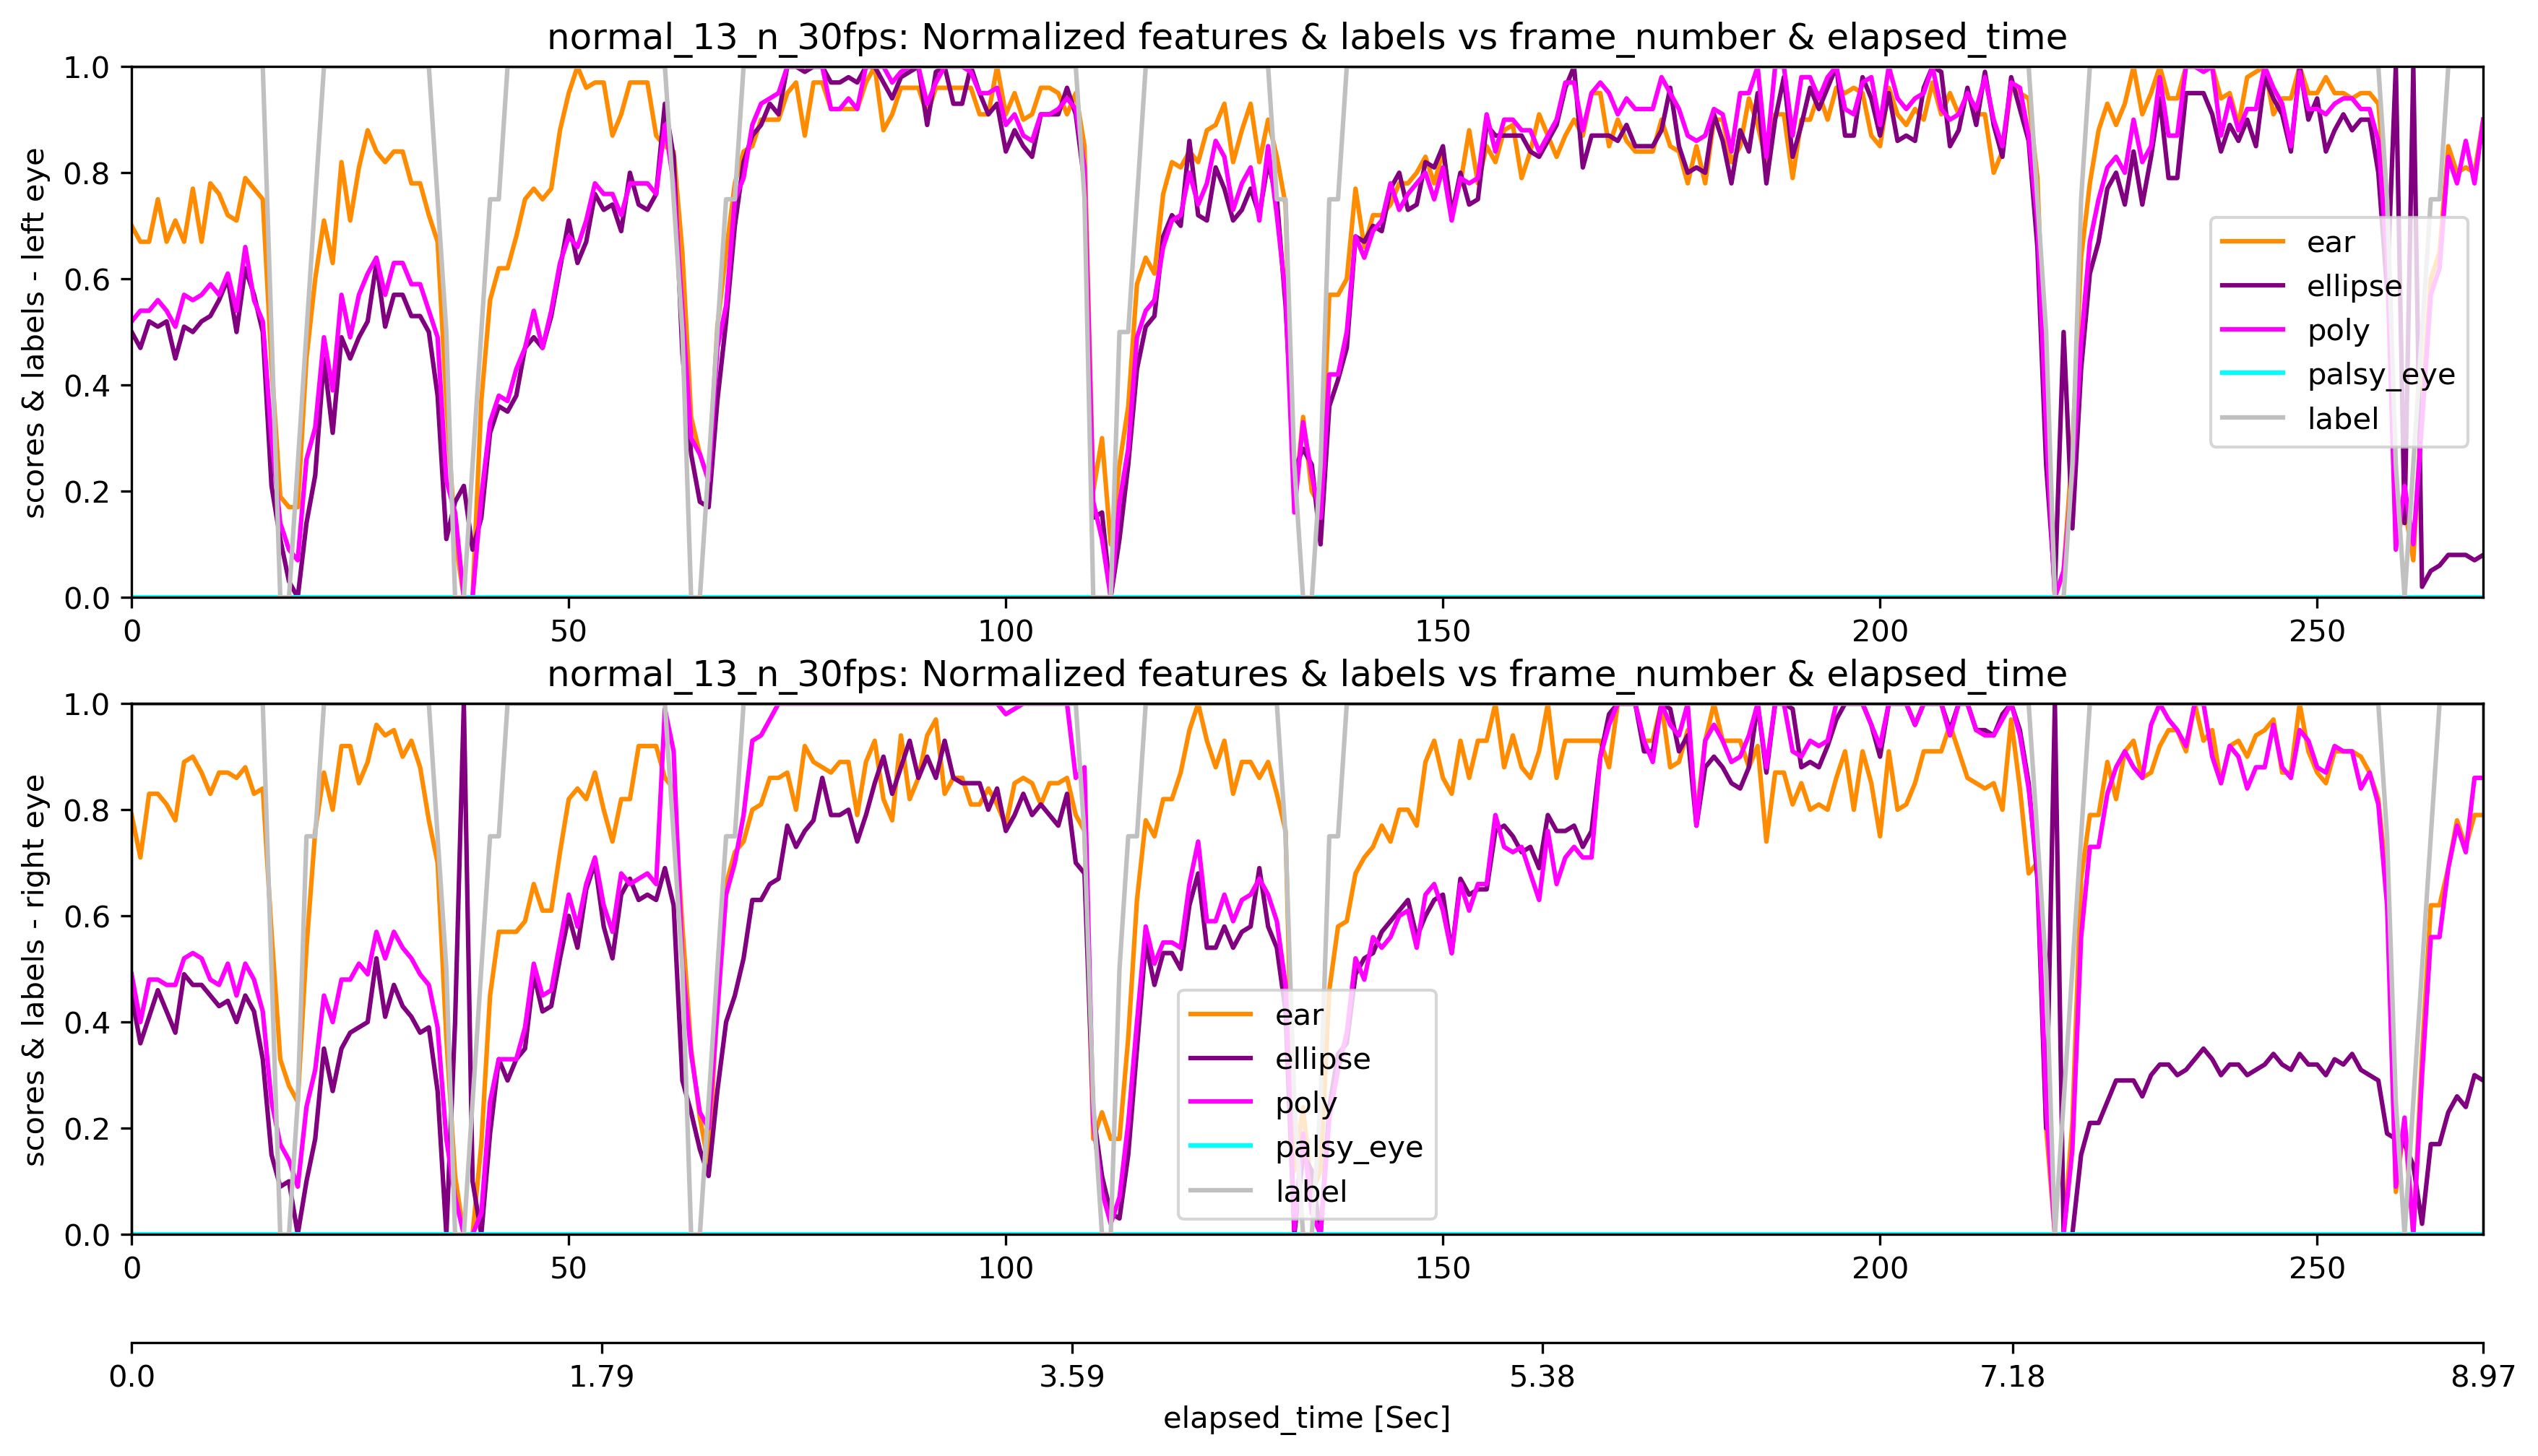 normal_13_n_30fps: Normalized features & labels vs frame_number & elapsed_time
scores & labels - left eye
1.0
0.8
0.6
0.4
0.2
0.0
0 50 100 150 200 250
ear
ellipse
poly
palsy_eye
label
normal_13_n_30fps: Normalized features & labels vs frame_number & elapsed_time
scores & labels - right eye
1.0
0.8
0.6
0.4
0.2
0.0
0 50 100 150 200 250
ear
ellipse
poly
palsy_eye
label
0.0 1.79 3.59 5.38 7.18 8.97
elapsed_time [Sec]